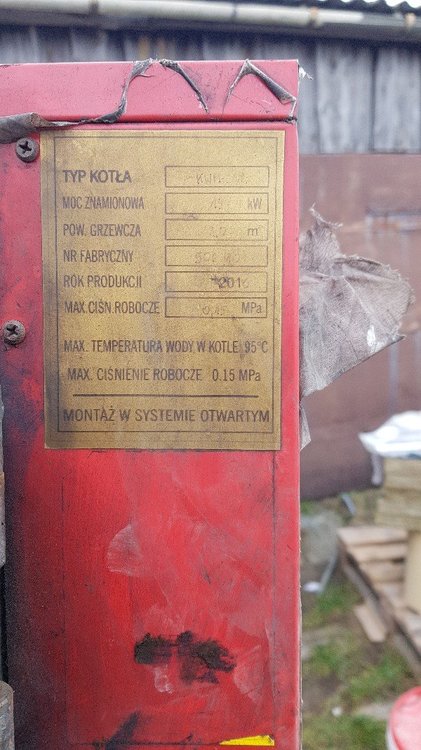 TYP KOTŁA
MOC ZNAMIONOWA kW
POW. GRZEWCZA m²
NR FABRYCZNY
ROK PRODUKCJI
MAX.CIŚN.ROBOCZE MPa
MAX. TEMPERATURA WODY W KOTLE 95°C
MAX. CIŚNIENIE ROBOCZE 0.15 MPa
MONTAŻ W SYSTEMIE OTWARTYM